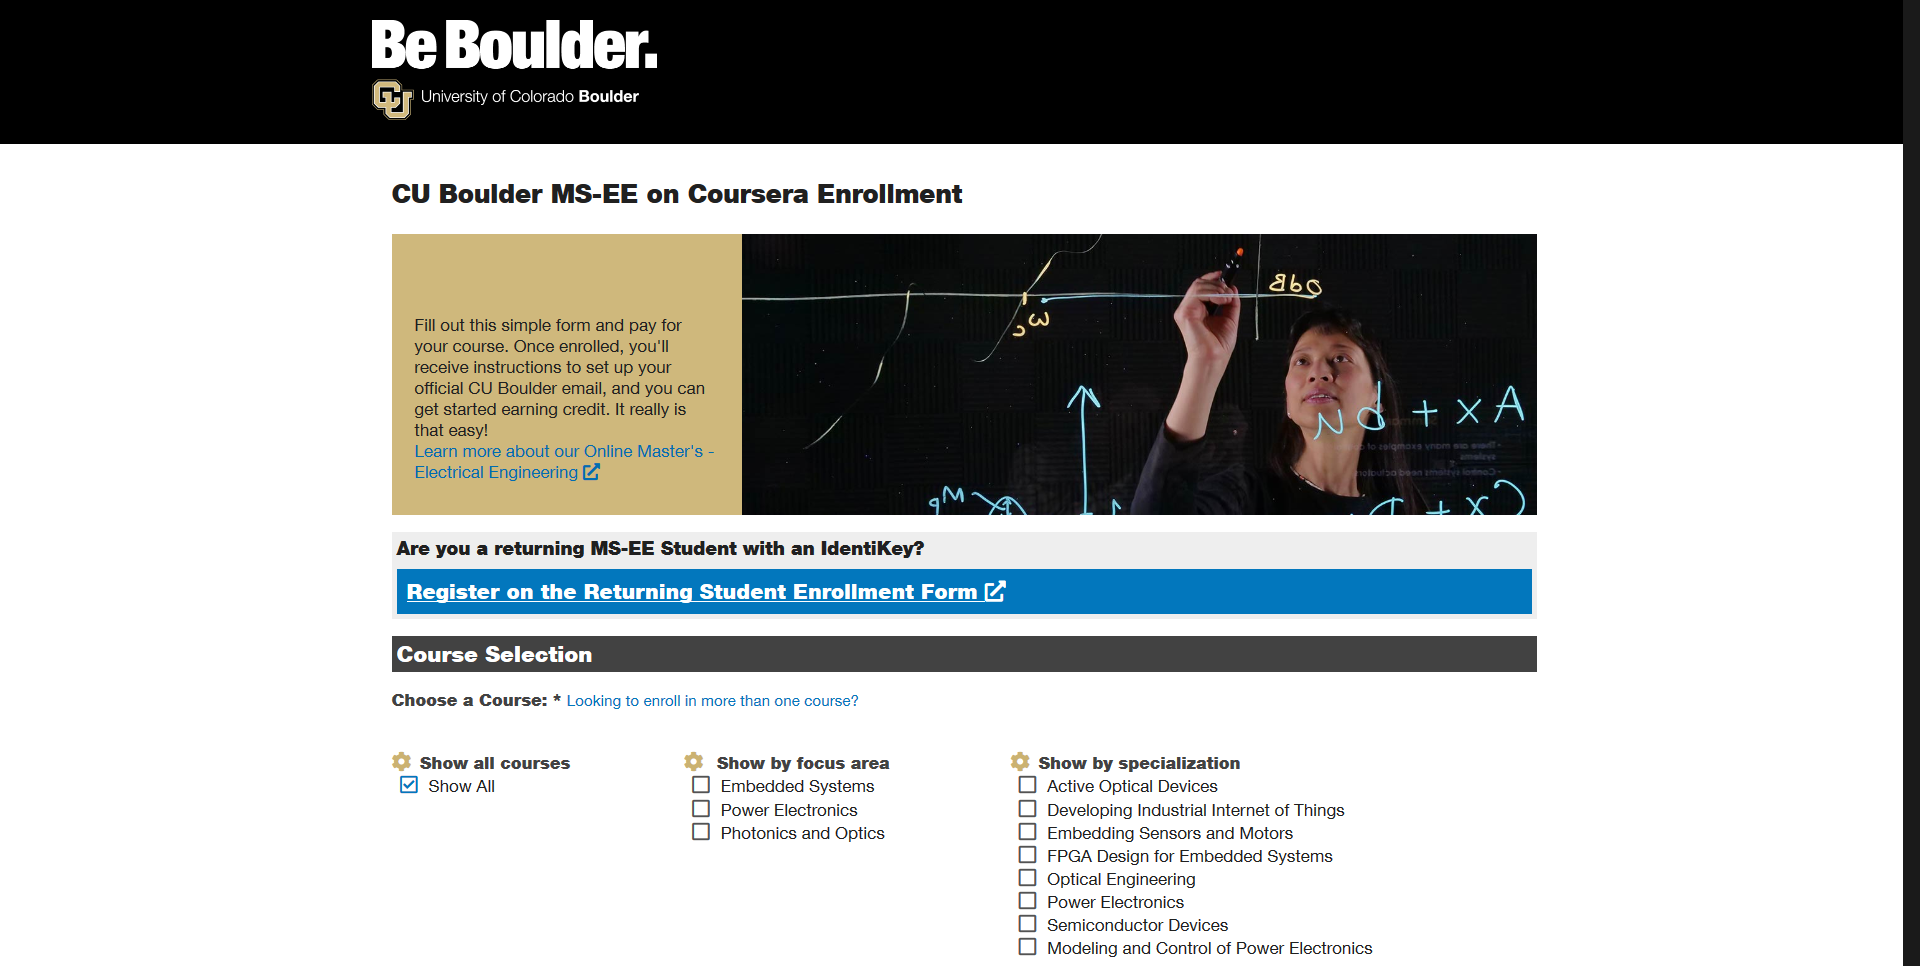 Be Boulder.
University of Colorado Boulder
CU Boulder MS-EE on Coursera Enrollment
Fill out this simple form and pay for
your course. Once enrolled, you'll
receive instructions to set up your
official CU Boulder email, and you can
get started earning credit. It really is
that easy!
Learn more about our Online Master's -
Electrical Engineering
0dB
ωc
Ax + Nd
Are you a returning MS-EE Student with an IdentiKey?
Register on the Returning Student Enrollment Form
Course Selection
Choose a Course: * Looking to enroll in more than one course?
Show all courses
Show All
Show by focus area
Embedded Systems
Power Electronics
Photonics and Optics
Show by specialization
Active Optical Devices
Developing Industrial Internet of Things
Embedding Sensors and Motors
FPGA Design for Embedded Systems
Optical Engineering
Power Electronics
Semiconductor Devices
Modeling and Control of Power Electronics